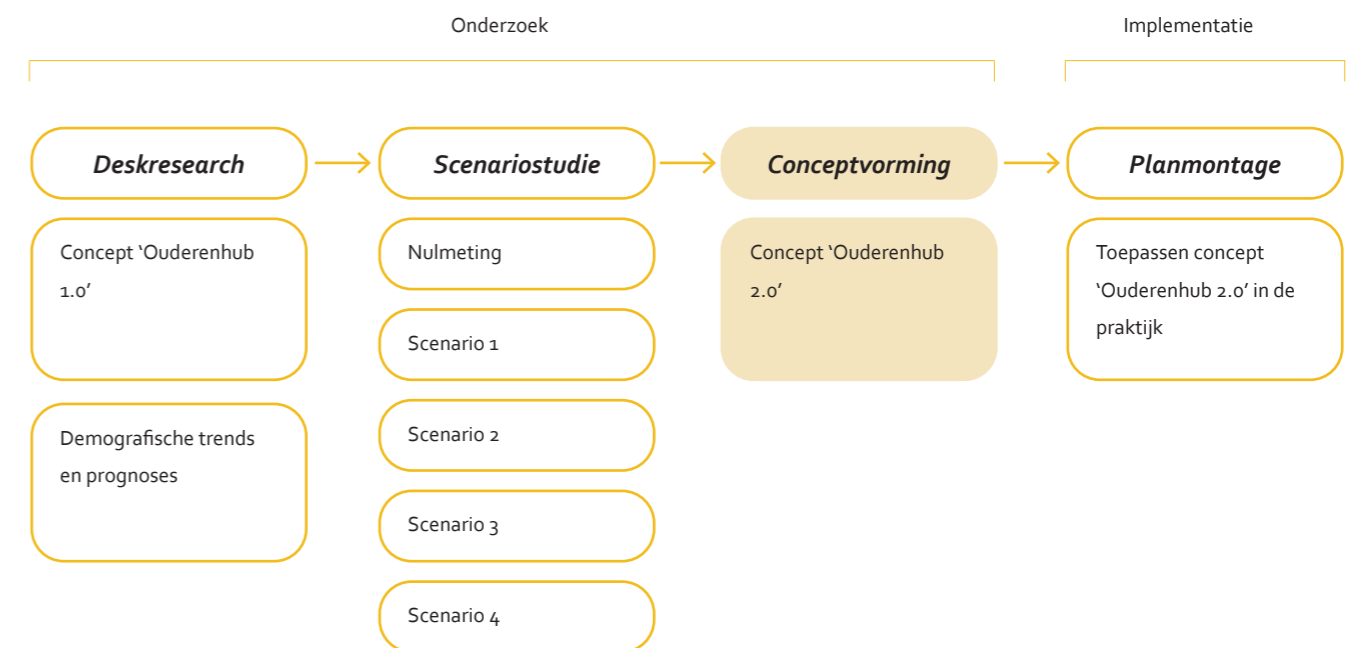 Onderzoek
Implementatie
Deskresearch
Scenariostudie
Conceptvorming
Planmontage
Concept ‘Ouderenhub
1.0’
Demografische trends
en prognoses
Nulmeting
Scenario 1
Scenario 2
Scenario 3
Scenario 4
Concept ‘Ouderenhub
2.0’
Toepassen concept
‘Ouderenhub 2.0’ in de
praktijk